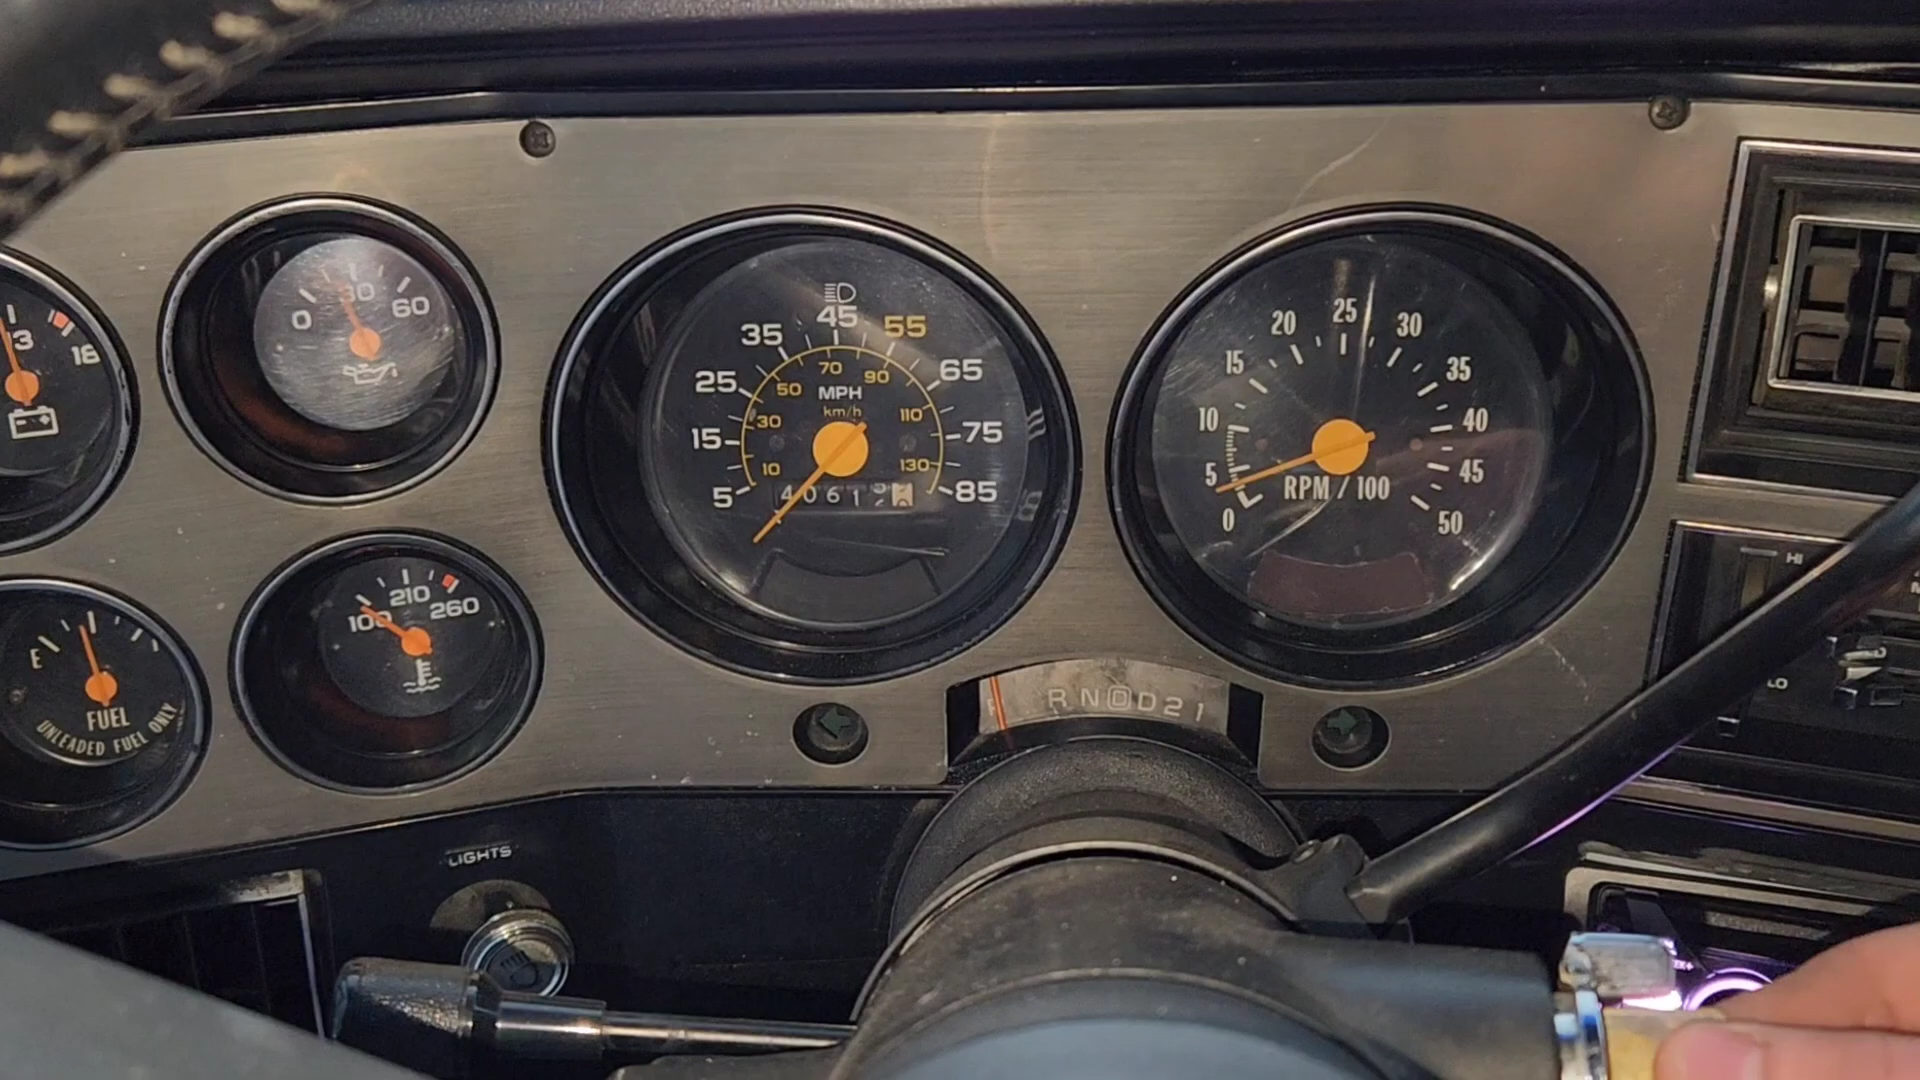 13 18
0 30 60
5 15 25 35 45 55 65 75 85
10 30 50 70 90 110 130
MPH
km/h
0 5 10 15 20 25 30 35 40 45 50
RPM / 100
E
FUEL
UNLEADED FUEL ONLY
100 210 260
P R N D D 2 1
LIGHTS
HI
LO